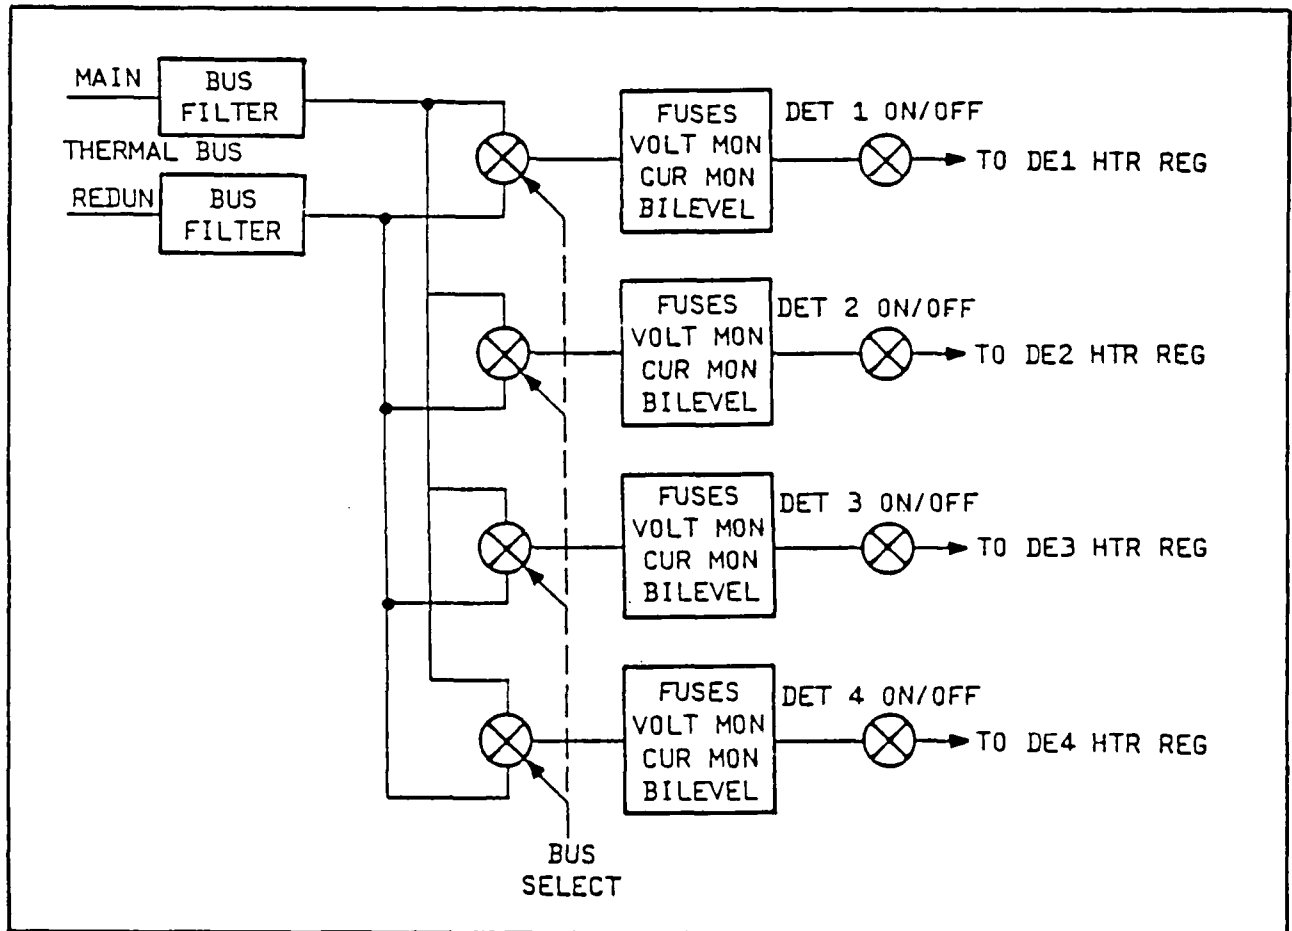 MAIN
BUS
FILTER
THERMAL BUS
REDUN
BUS
FILTER
FUSES
VOLT MON
CUR MON
BILEVEL
DET 1 ON/OFF
TO DE1 HTR REG
FUSES
VOLT MON
CUR MON
BILEVEL
DET 2 ON/OFF
TO DE2 HTR REG
FUSES
VOLT MON
CUR MON
BILEVEL
DET 3 ON/OFF
TO DE3 HTR REG
FUSES
VOLT MON
CUR MON
BILEVEL
DET 4 ON/OFF
TO DE4 HTR REG
BUS
SELECT